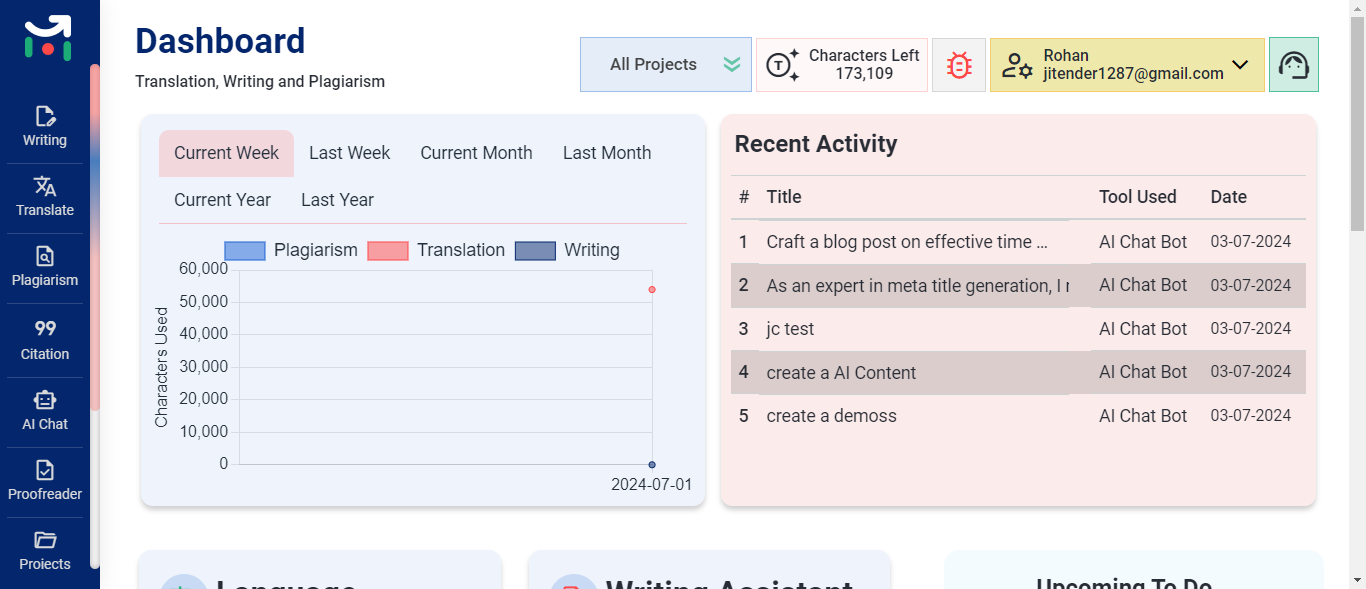 Dashboard
Translation, Writing and Plagiarism
All Projects
Characters Left
173,109
Rohan
jitender1287@gmail.com
Writing
Translate
Plagiarism
Citation
AI Chat
Proofreader
Projects
Current Week Last Week Current Month Last Month
Current Year Last Year
Plagiarism Translation Writing
Characters Used
60,000
50,000
40,000
30,000
20,000
10,000
0
2024-07-01
Recent Activity
# Title Tool Used Date
1 Craft a blog post on effective time ... AI Chat Bot 03-07-2024
2 As an expert in meta title generation, I AI Chat Bot 03-07-2024
3 jc test AI Chat Bot 03-07-2024
4 create a AI Content AI Chat Bot 03-07-2024
5 create a demoss AI Chat Bot 03-07-2024
Language
Writing Assistant
Upcoming To Do